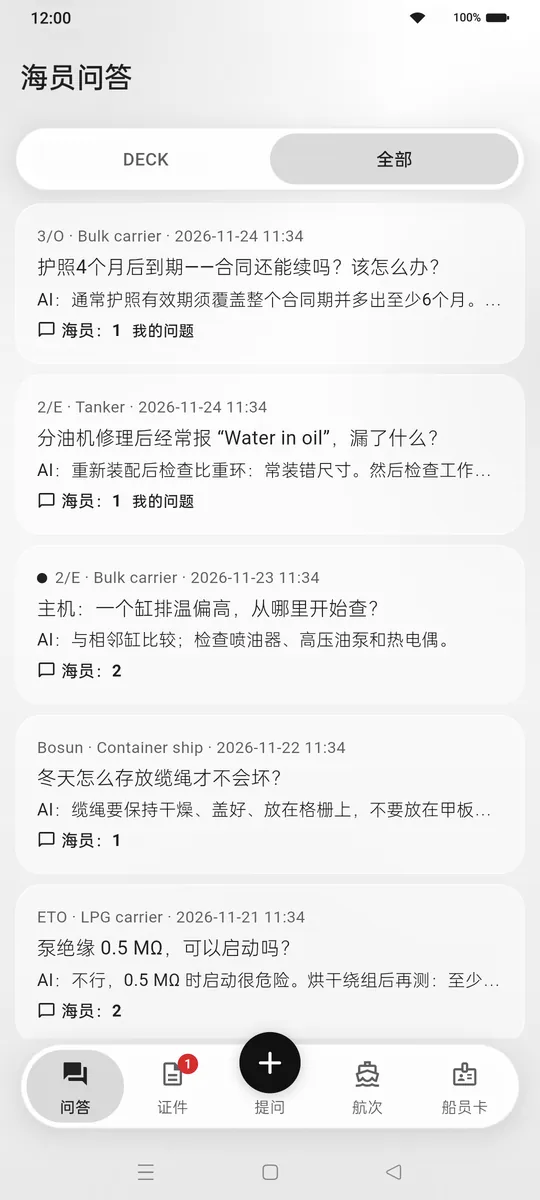 12:00
100%
海员问答
DECK
全部
3/O · Bulk carrier · 2026-11-24 11:34
护照4个月后到期——合同还能续吗？该怎么办？
AI：通常护照有效期须覆盖整个合同期并多出至少6个月。…
海员：1 我的问题
2/E · Tanker · 2026-11-24 11:34
分油机修理后经常报 “Water in oil”，漏了什么？
AI：重新装配后检查比重环：常装错尺寸。然后检查工作…
海员：1 我的问题
2/E · Bulk carrier · 2026-11-23 11:34
主机：一个缸排温偏高，从哪里开始查？
AI：与相邻缸比较；检查喷油器、高压油泵和热电偶。
海员：2
Bosun · Container ship · 2026-11-22 11:34
冬天怎么存放缆绳才不会坏？
AI：缆绳要保持干燥、盖好、放在格栅上，不要放在甲板…
海员：1
ETO · LPG carrier · 2026-11-21 11:34
泵绝缘 0.5 MΩ，可以启动吗？
AI：不行，0.5 MΩ 时启动很危险。烘干绕组后再测：至少…
海员：2
1
问答
证件
提问
航次
船员卡